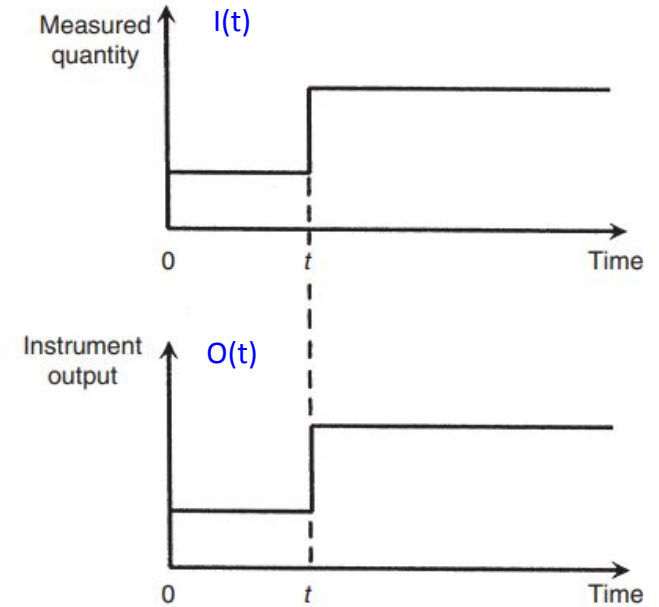 Measured
quantity
I(t)
0
t
Time
Instrument
output
O(t)
0
t
Time